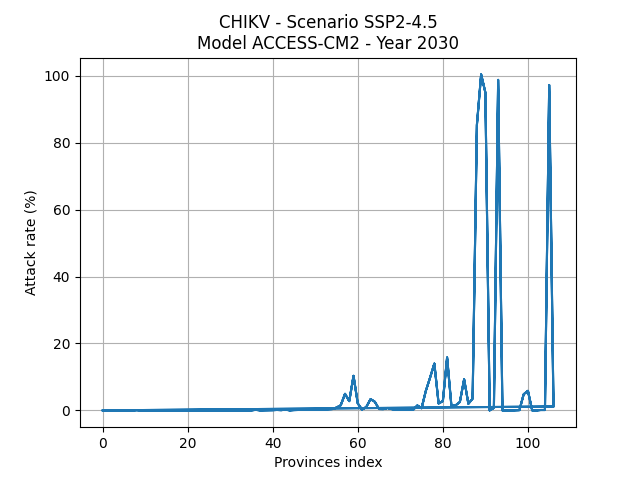 CHIKV - Scenario SSP2-4.5
Model ACCESS-CM2 - Year 2030
100
80
60
40
20
0
Attack rate (%)
0 20 40 60 80 100
Provinces index